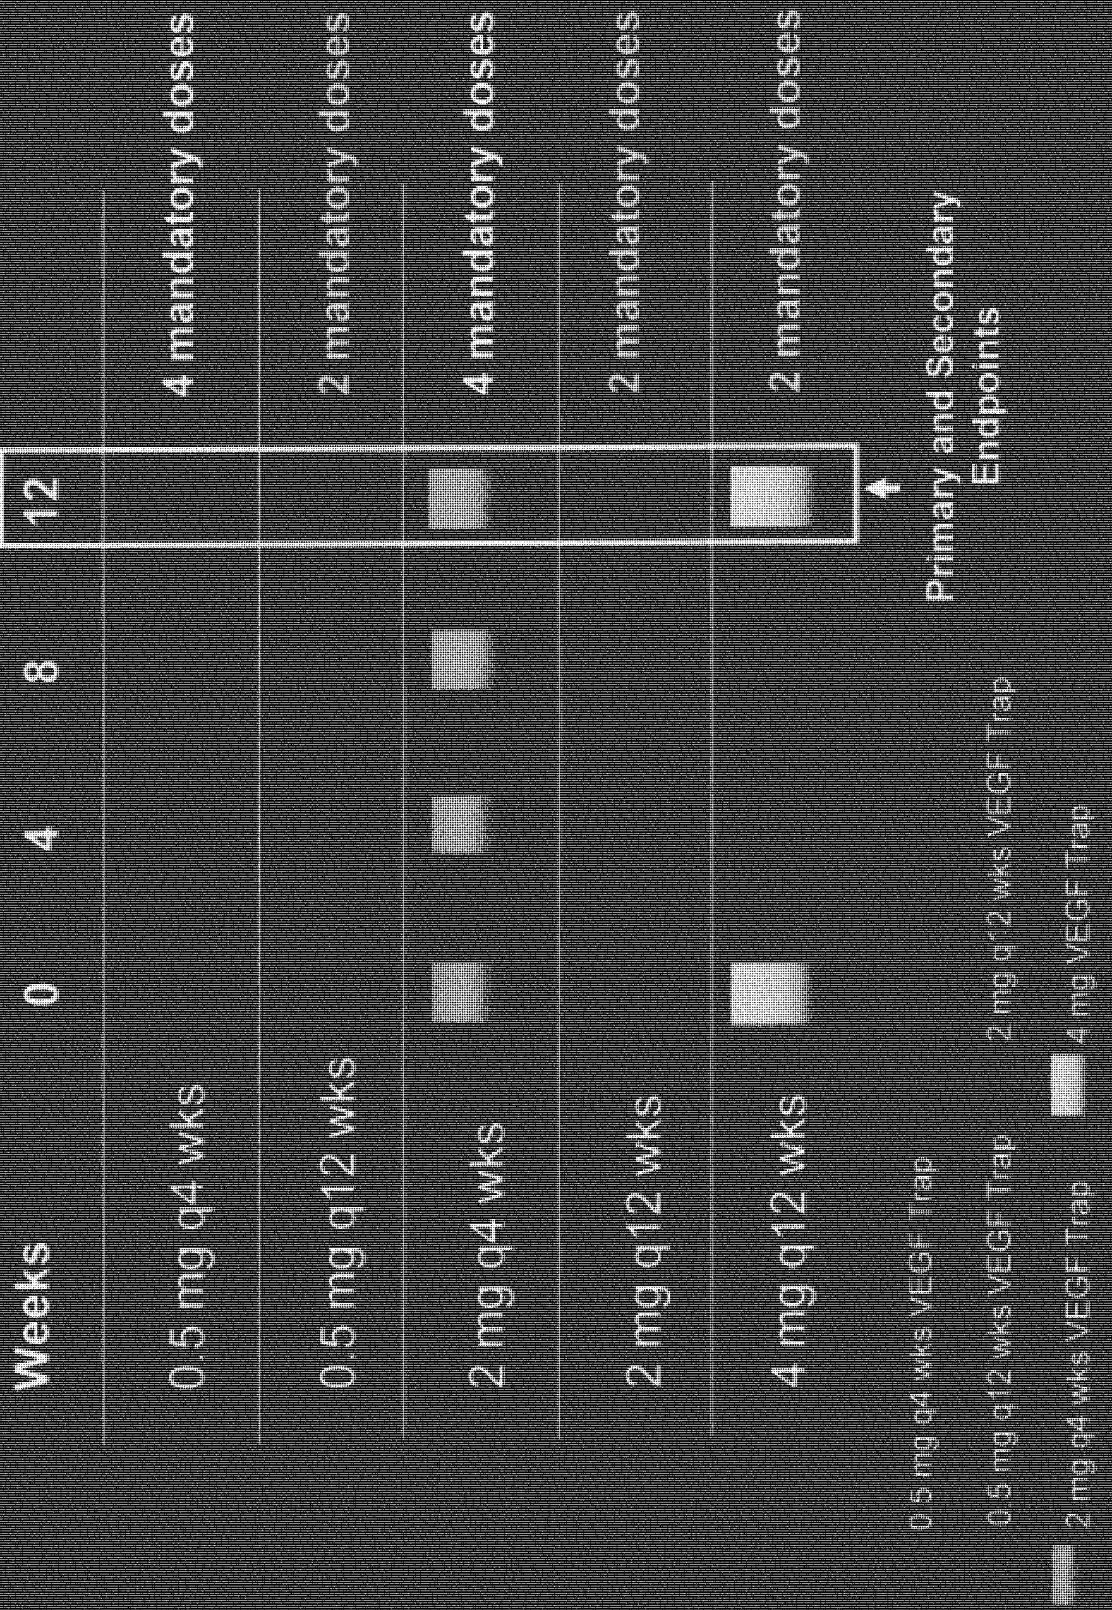 Weeks 0 4 8 12
0.5 mg q4 wks 4 mandatory doses
0.5 mg q12 wks 2 mandatory doses
2 mg q4 wks 4 mandatory doses
2 mg q12 wks 2 mandatory doses
4 mg q12 wks 2 mandatory doses
Primary and Secondary
Endpoints
0.5 mg q4 wks VEGF Trap
0.5 mg q12 wks VEGF Trap 2 mg q12 wks VEGF Trap
2 mg q4 wks VEGF Trap 4 mg VEGF Trap